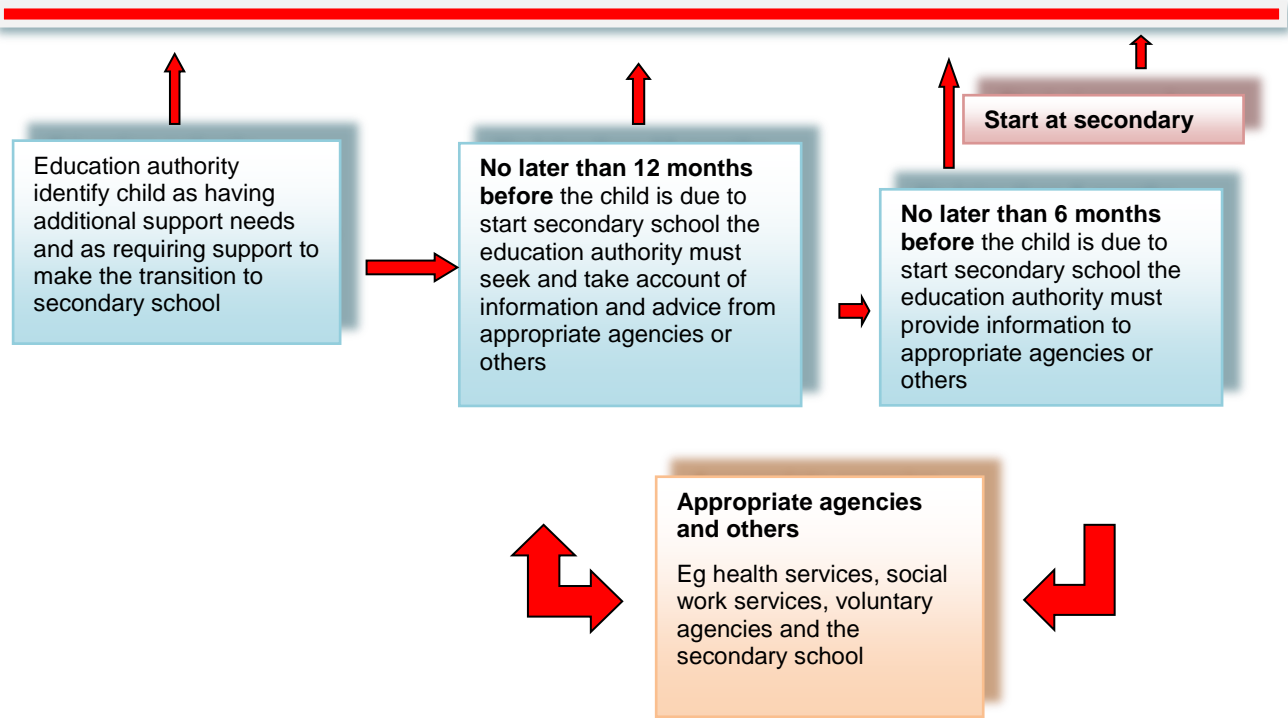 Education authority
identify child as having
additional support needs
and as requiring support to
make the transition to
secondary school
No later than 12 months
before the child is due to
start secondary school the
education authority must
seek and take account of
information and advice from
appropriate agencies or
others
Start at secondary
No later than 6 months
before the child is due to
start secondary school the
education authority must
provide information to
appropriate agencies or
others
Appropriate agencies
and others
Eg health services, social
work services, voluntary
agencies and the
secondary school